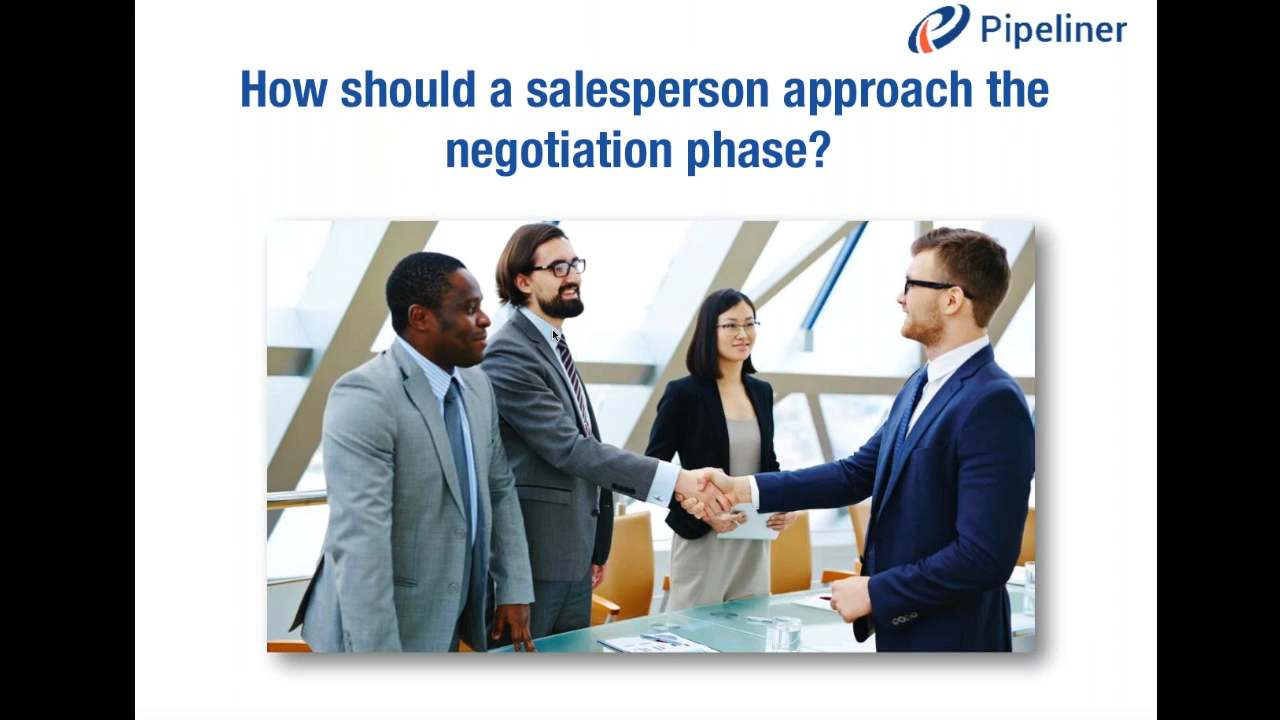 Pipeliner
How should a salesperson approach the
negotiation phase?